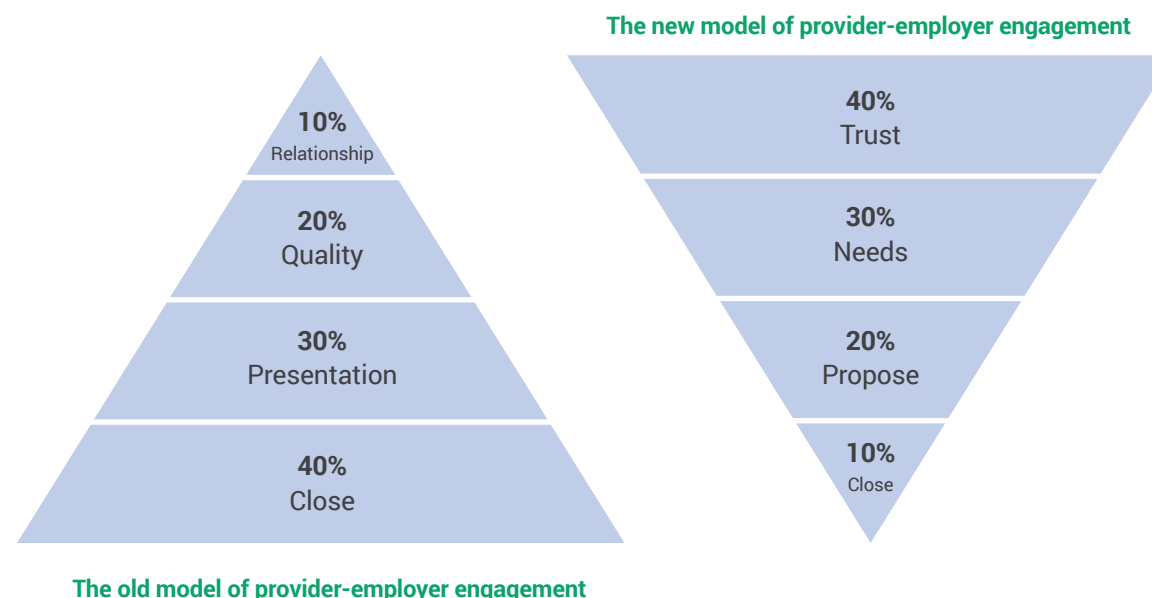 The new model of provider-employer engagement
10%
Relationship
20%
Quality
30%
Presentation
40%
Close
The old model of provider-employer engagement
40%
Trust
30%
Needs
20%
Propose
10%
Close